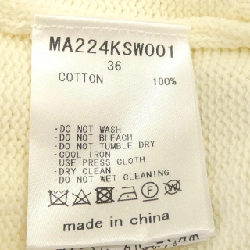 MA224KSW001
36
COTTON 100%
・DO NOT WASH
・DO NOT BLEACH
・DO NOT TUMBLE DRY
・COOL IRON
USE PRESS CLOTH
・DRY CLEAN
・DO NOT WET CLEANING
made in china